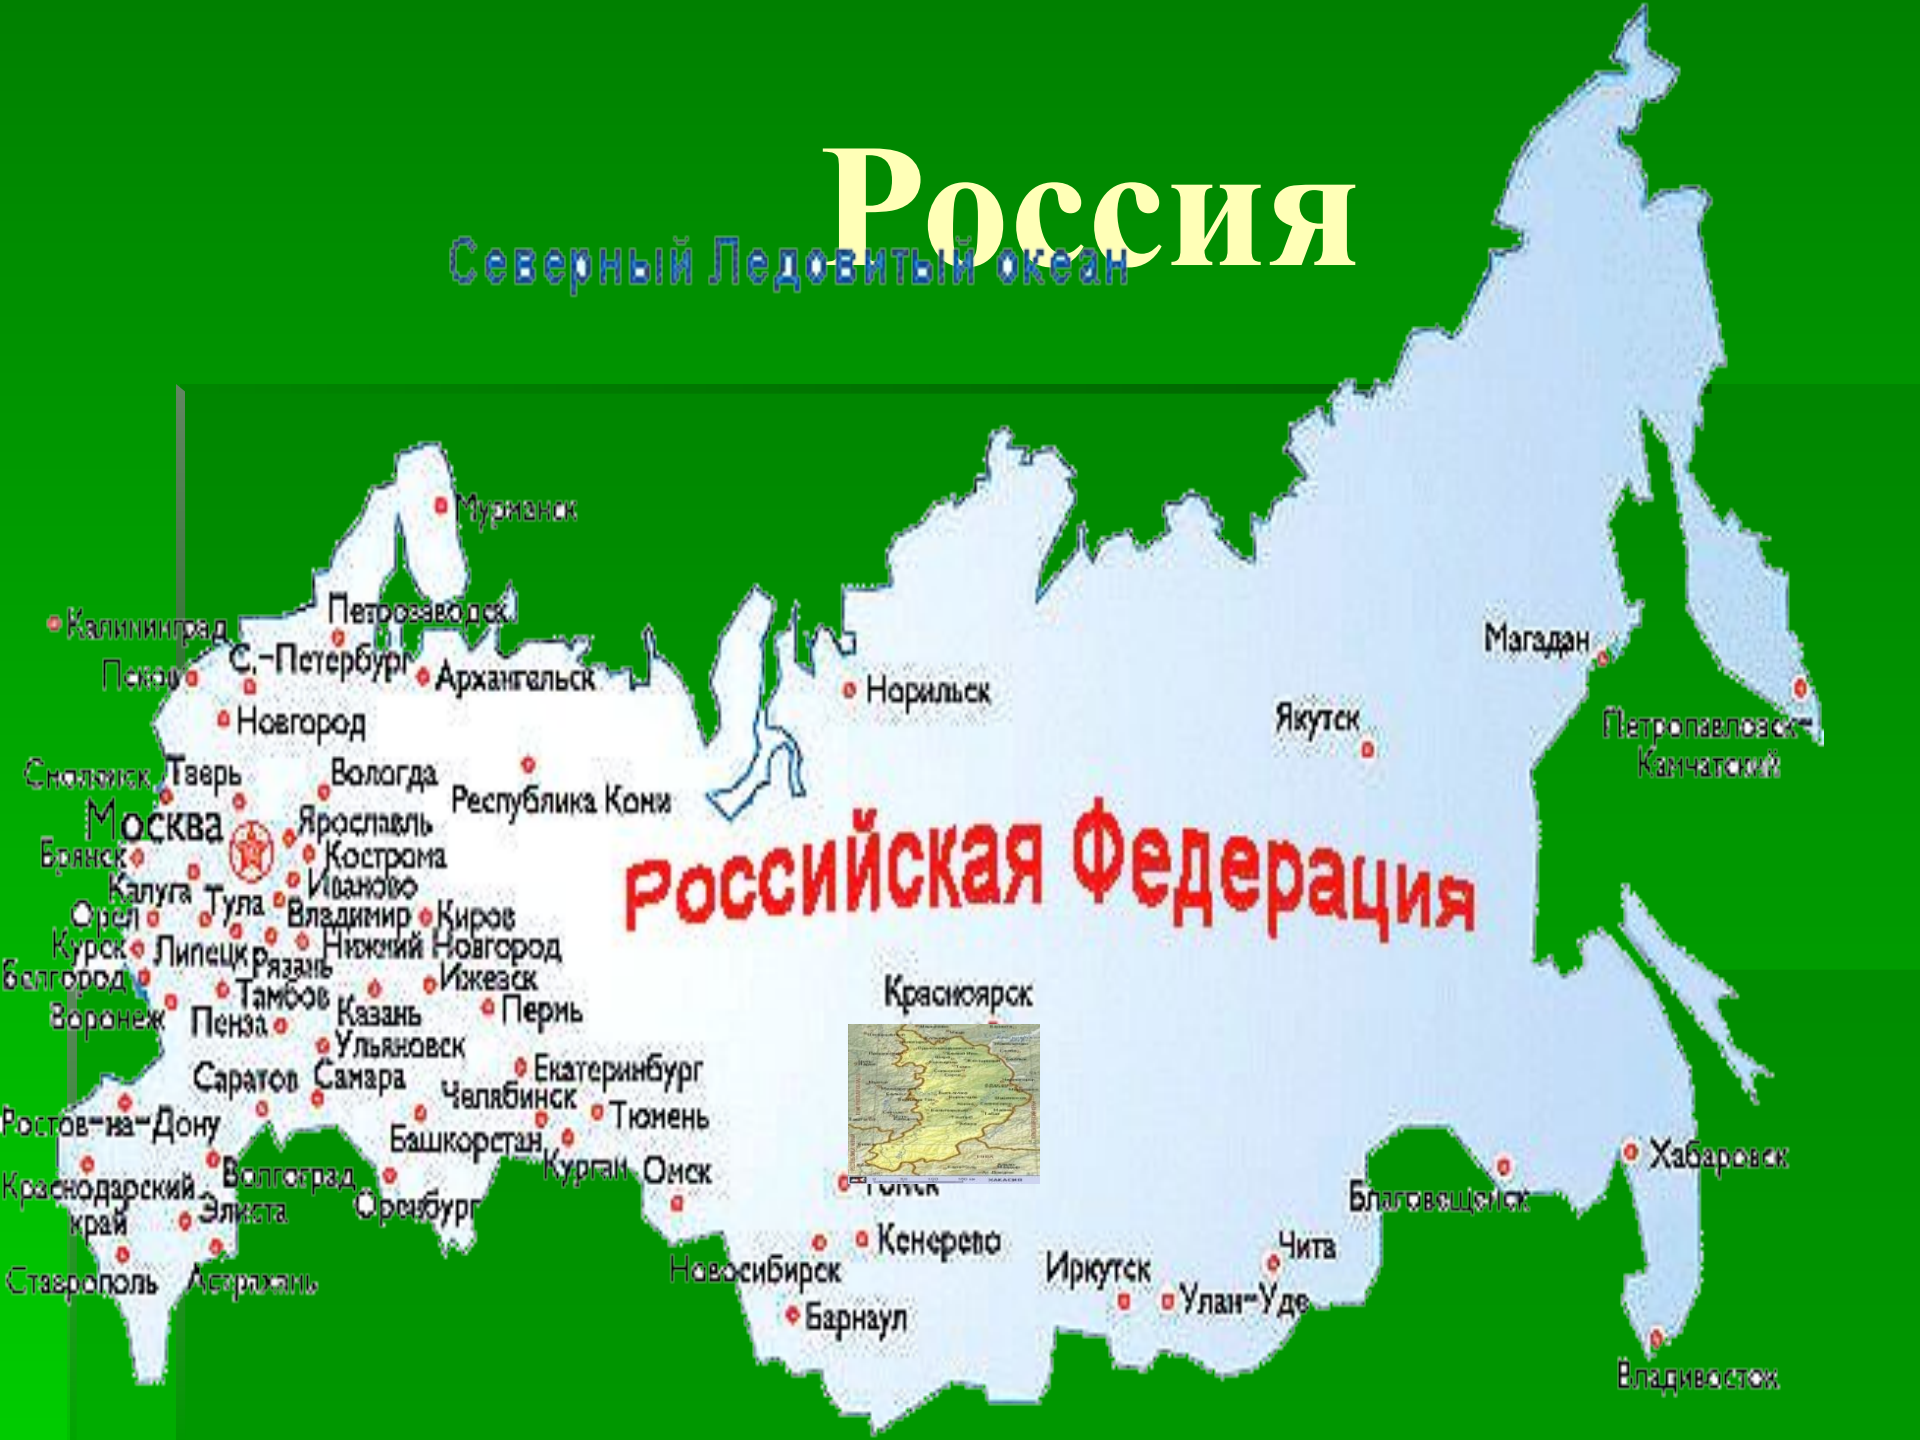 Россия
Северный Ледовитый океан
Мурманск
Петрозаводск
Калининград
С.-Петербург
Псков
Архангельск
Норильск
Магадан
Новгород
Якутск
Петропавловск-
Камчатский
Смоленск
Тверь
Вологда
Республика Коми
Москва
Ярославль
Брянск
Кострома
Российская Федерация
Калуга
Иваново
Орел
Тула
Владимир
Киров
Курск
Липецк
Нижний Новгород
Рязань
Белгород
Ижевск
Тамбов
Красноярск
Воронеж
Пенза
Казань
Пермь
Ульяновск
Екатеринбург
Саратов
Самара
Челябинск
Тюмень
Ростов-на-Дону
Башкорстан
Курган
Омск
Томск
Хабаровск
Краснодарский
край
Волгоград
Оренбург
Благовещенск
Элиста
Кемерово
Чита
Ставрополь
Астрахань
Новосибирск
Иркутск
Улан-Удэ
Барнаул
Владивосток